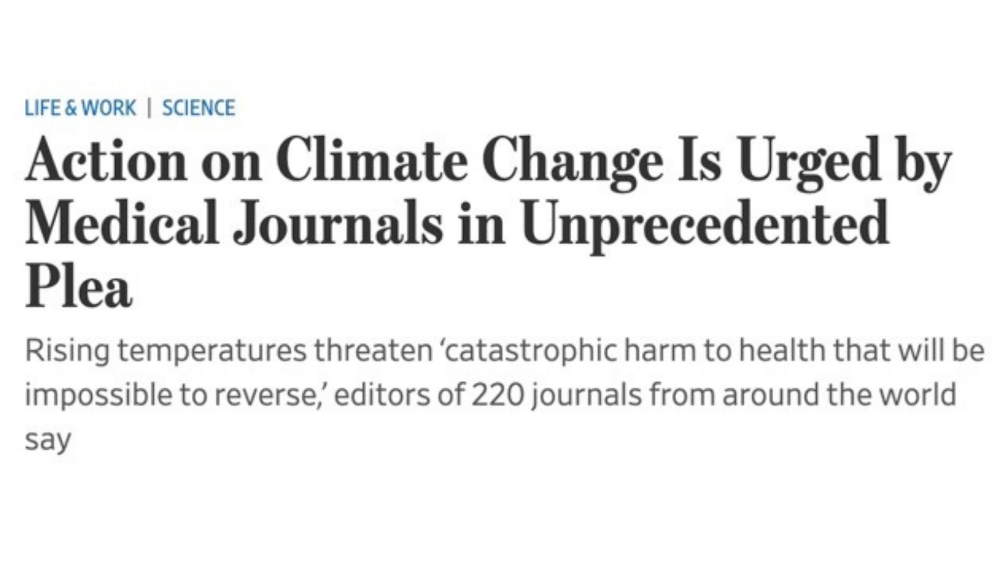 LIFE & WORK | SCIENCE
Action on Climate Change Is Urged by
Medical Journals in Unprecedented
Plea
Rising temperatures threaten ‘catastrophic harm to health that will be
impossible to reverse,’ editors of 220 journals from around the world
say